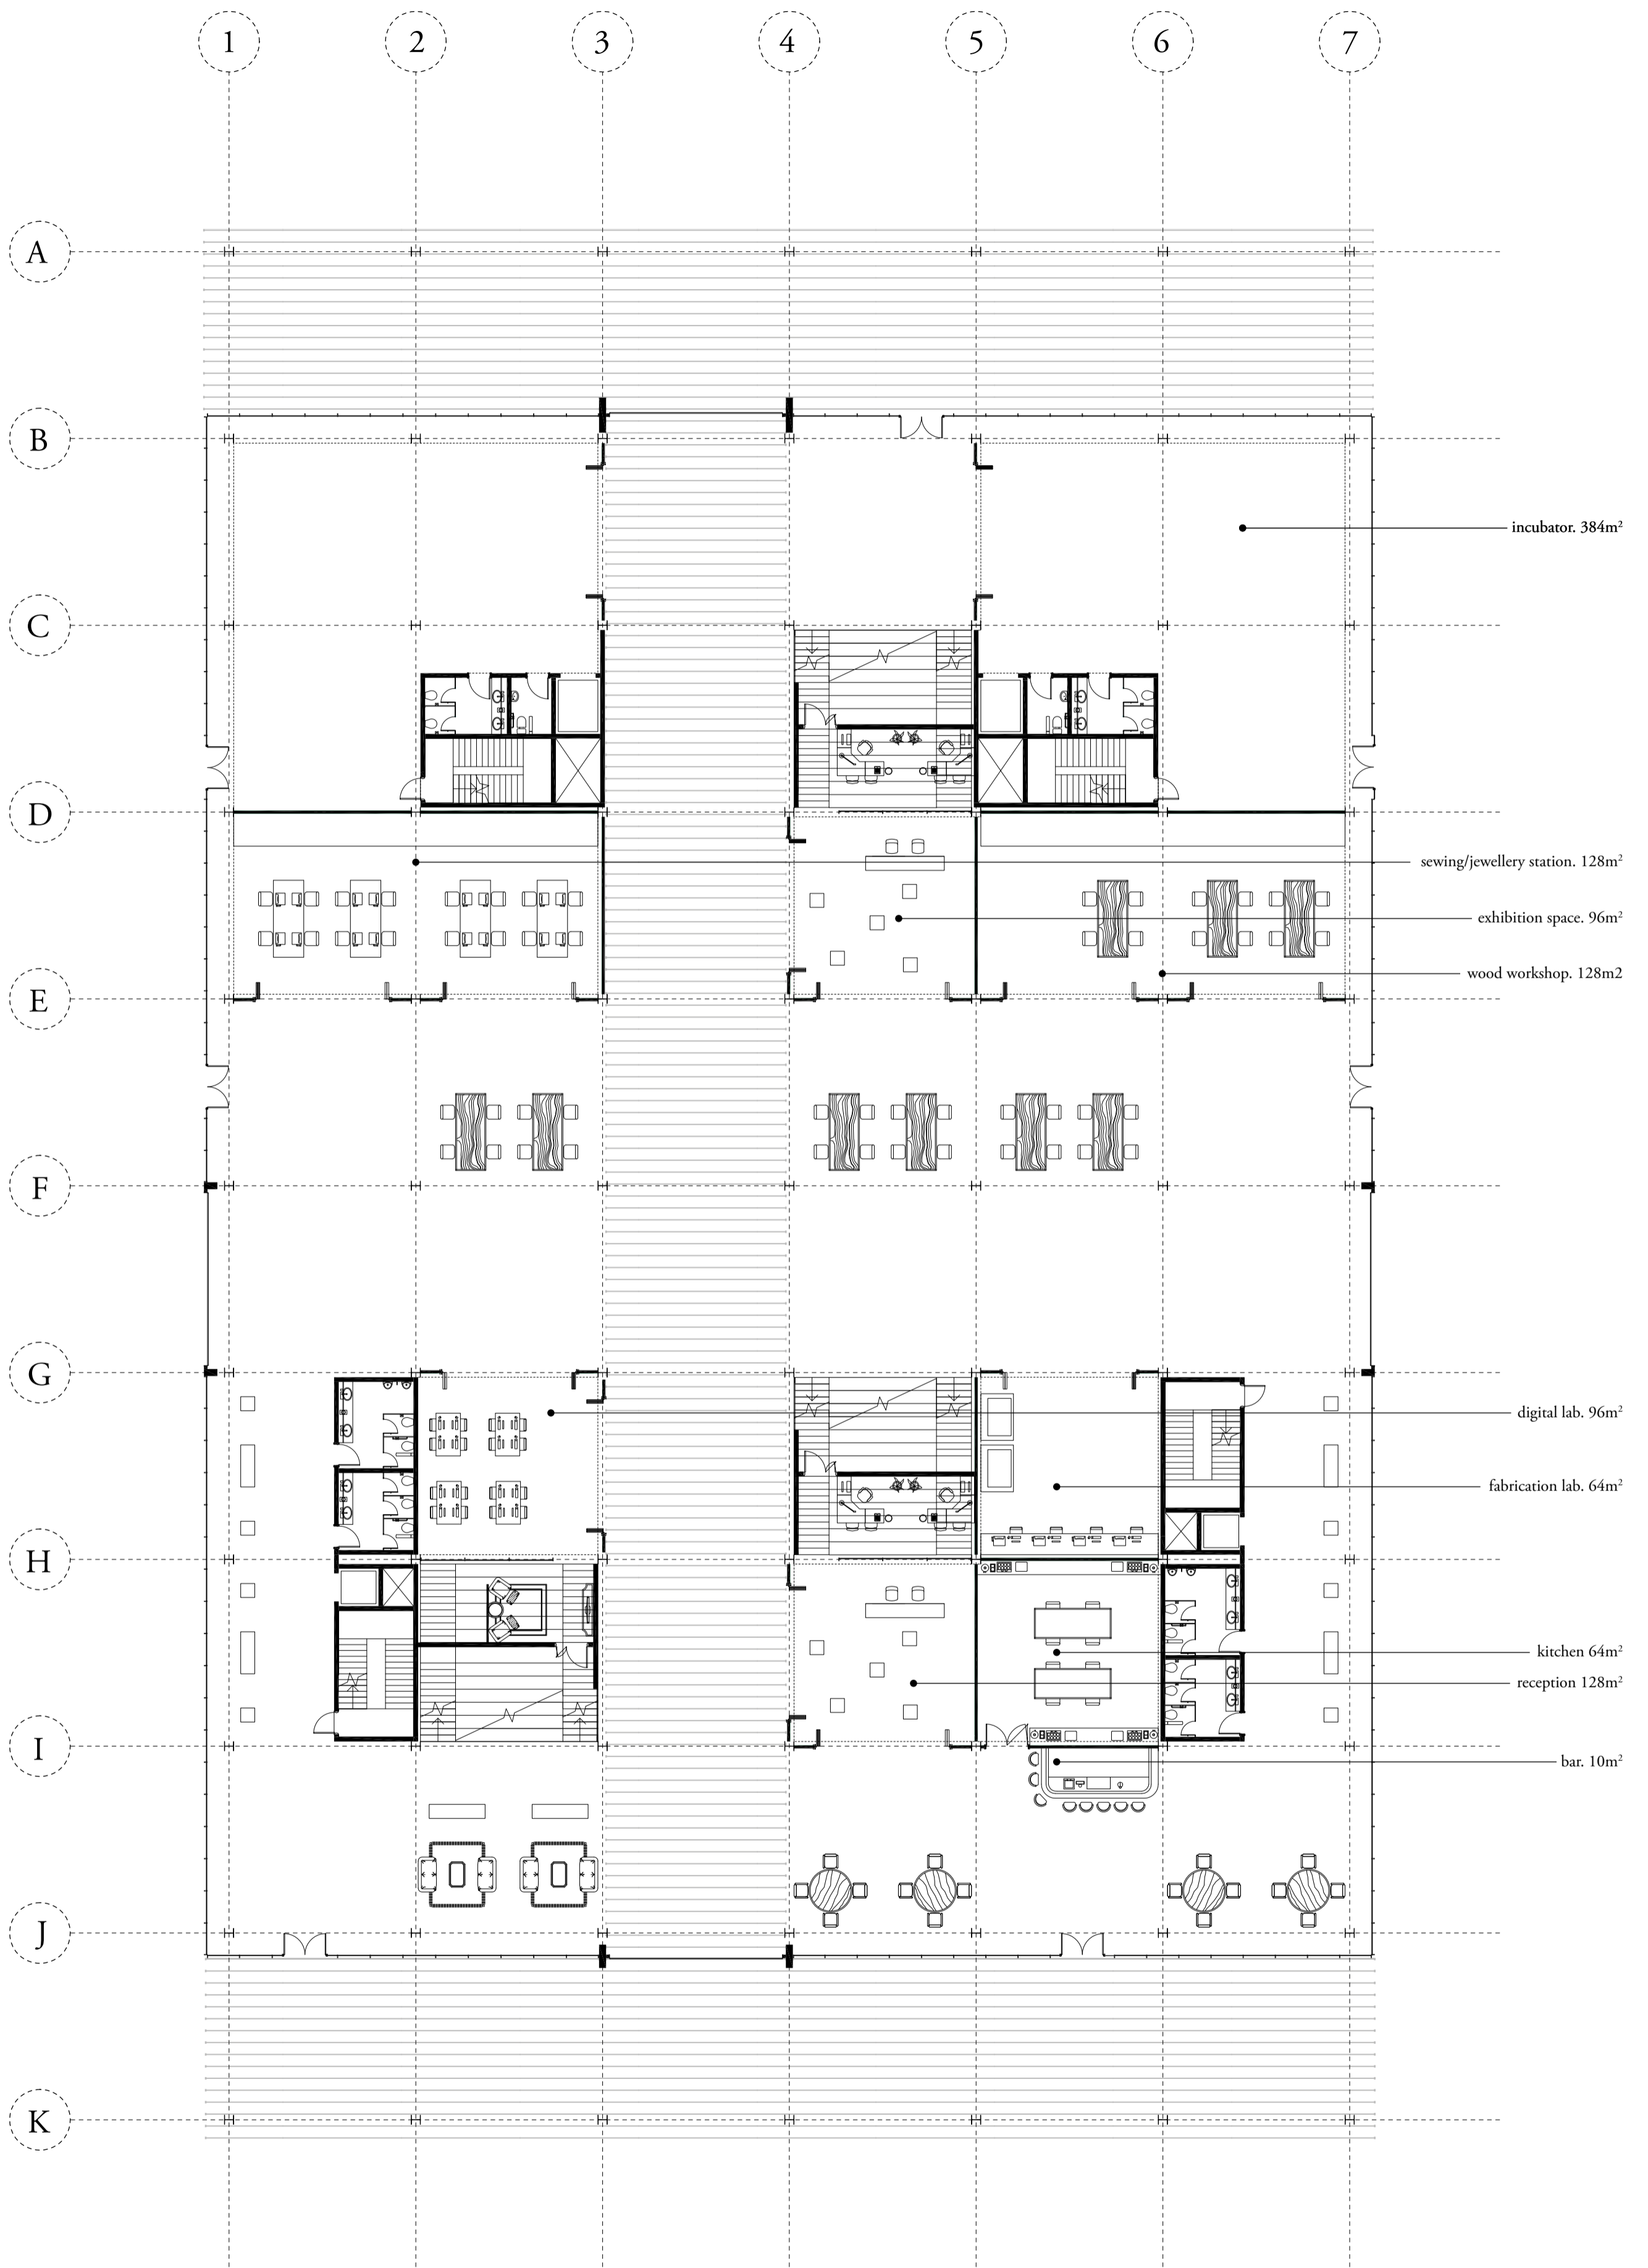 1 2 3 4 5 6 7
A
B
incubator. 384m²
C
D
sewing/jewellery station. 128m²
exhibition space. 96m²
wood workshop. 128m2
E
F
G
digital lab. 96m²
fabrication lab. 64m²
H
kitchen 64m²
reception 128m²
I
bar. 10m²
J
K